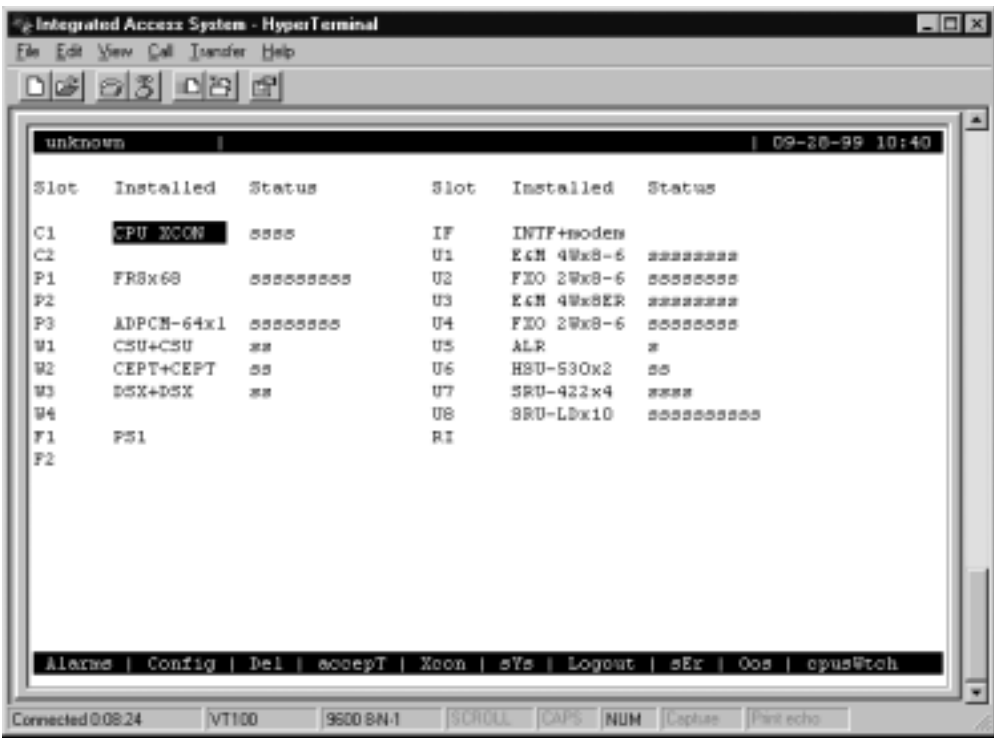 Integrated Access System - HyperTerminal
File Edit View Call Transfer Help
unknown | | 09-28-99 10:40
Slot Installed Status Slot Installed Status
C1 CPU XCON ssss IF INTF+modem
C2 U1 E&M 4Wx8-6 ssssssss
P1 FR8x68 sssssssss U2 FXO 2Wx8-6 ssssssss
P2 U3 E&M 4Wx8ER ssssssss
P3 ADPCM-64x1 ssssssss U4 FXO 2Wx8-6 ssssssss
W1 CSU+CSU ss U5 ALR s
W2 CEPT+CEPT ss U6 HSU-530x2 ss
W3 DSX+DSX ss U7 SRU-422x4 ssss
W4 U8 SRU-LDx10 ssssssssss
F1 PS1 RI
F2
Alarms | Config | Del | accepT | Xcon | sYs | Logout | sEr | Oos | cpusWtch
Connected 0:08:24 VT100 9600 8-N-1 SCROLL CAPS NUM Capture Print echo